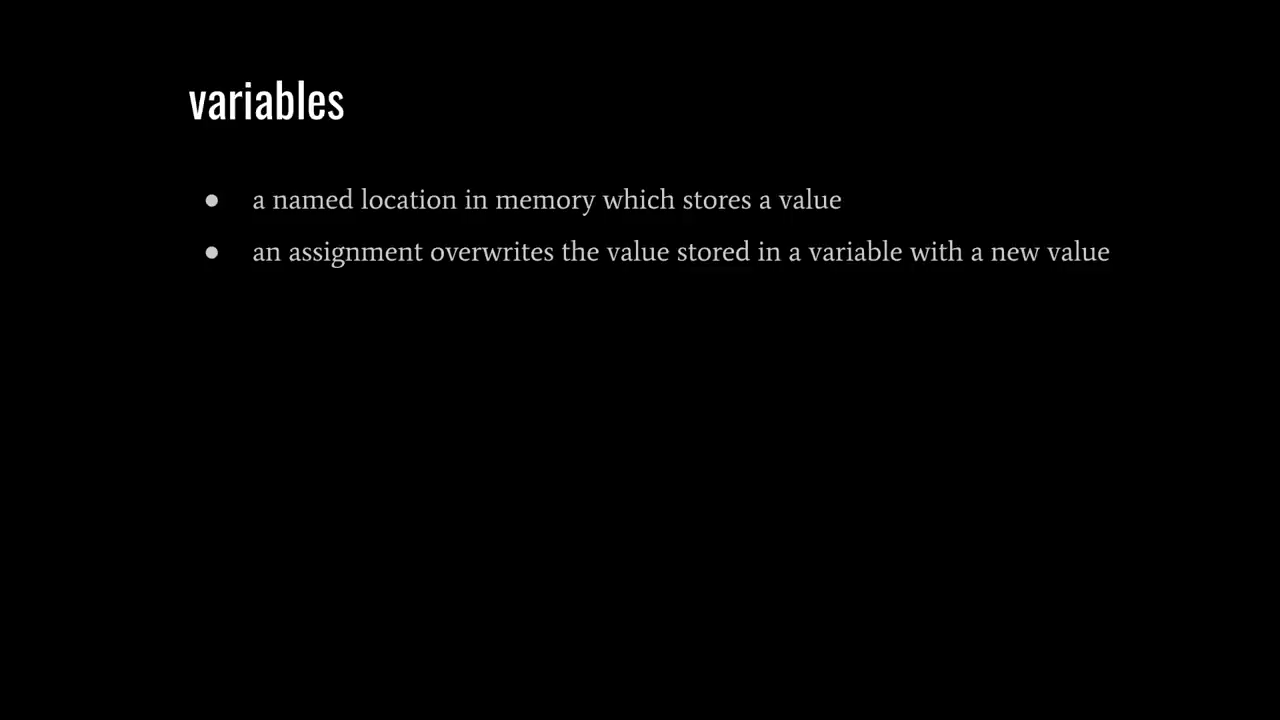 variables
● a named location in memory which stores a value
● an assignment overwrites the value stored in a variable with a new value